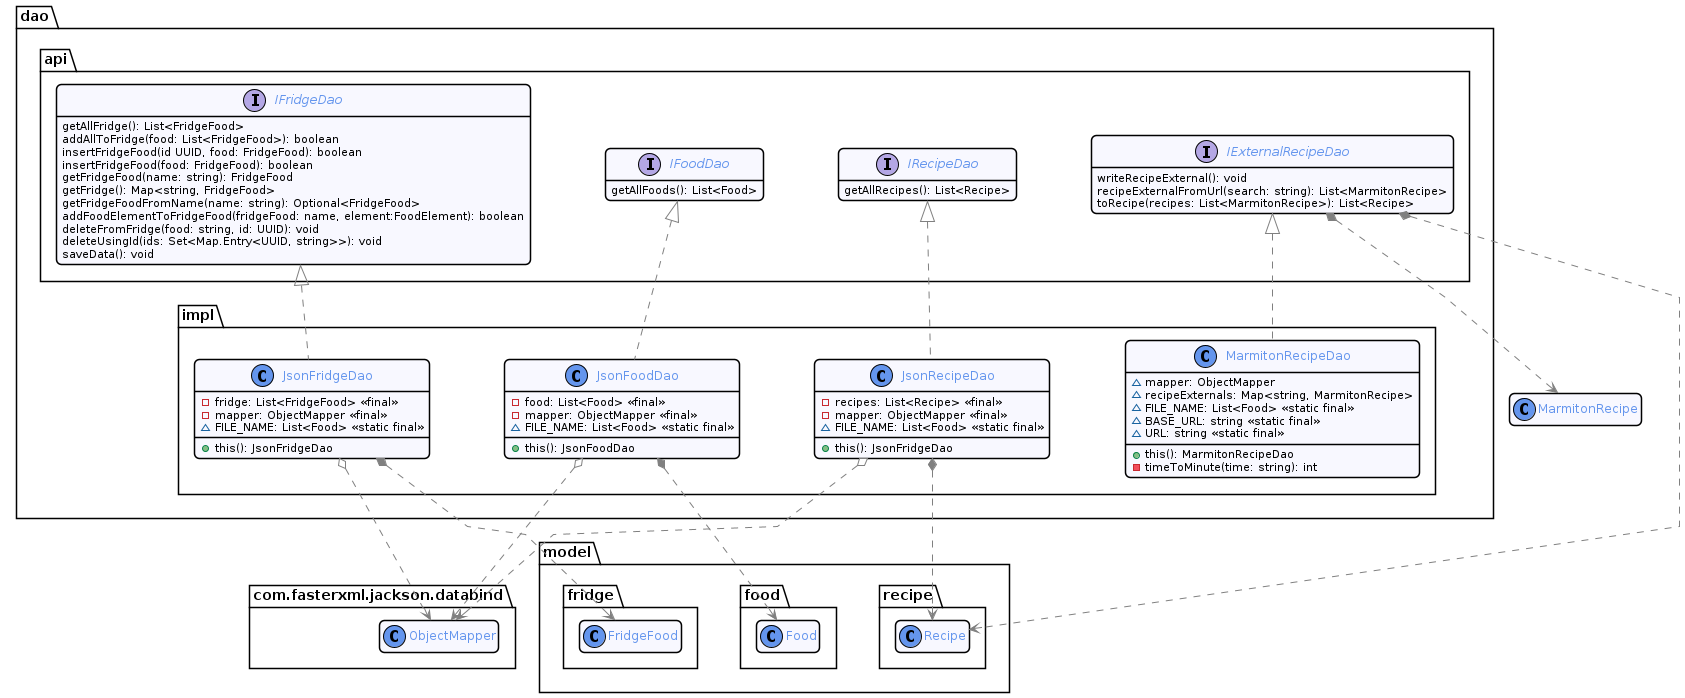 dao
api
I IFridgeDao
getAllFridge(): List<FridgeFood>
addAllToFridge(food: List<FridgeFood>): boolean
insertFridgeFood(id UUID, food: FridgeFood): boolean
insertFridgeFood(food: FridgeFood): boolean
getFridgeFood(name: string): FridgeFood
getFridge(): Map<string, FridgeFood>
getFridgeFoodFromName(name: string): Optional<FridgeFood>
addFoodElementToFridgeFood(fridgeFood: name, element:FoodElement): boolean
deleteFromFridge(food: string, id: UUID): void
deleteUsingId(ids: Set<Map.Entry<UUID, string>>): void
saveData(): void
I IFoodDao
getAllFoods(): List<Food>
I IRecipeDao
getAllRecipes(): List<Recipe>
I IExternalRecipeDao
writeRecipeExternal(): void
recipeExternalFromUrl(search: string): List<MarmitonRecipe>
toRecipe(recipes: List<MarmitonRecipe>): List<Recipe>
impl
C JsonFridgeDao
fridge: List<FridgeFood> «final»
mapper: ObjectMapper «final»
FILE_NAME: List<Food> «static final»
this(): JsonFridgeDao
C JsonFoodDao
food: List<Food> «final»
mapper: ObjectMapper «final»
FILE_NAME: List<Food> «static final»
this(): JsonFoodDao
C JsonRecipeDao
recipes: List<Recipe> «final»
mapper: ObjectMapper «final»
FILE_NAME: List<Food> «static final»
this(): JsonFridgeDao
C MarmitonRecipeDao
mapper: ObjectMapper
recipeExternals: Map<string, MarmitonRecipe>
FILE_NAME: List<Food> «static final»
BASE_URL: string «static final»
URL: string «static final»
this(): MarmitonRecipeDao
timeToMinute(time: string): int
C MarmitonRecipe
com.fasterxml.jackson.databind
C ObjectMapper
model
fridge
C FridgeFood
food
C Food
recipe
C Recipe